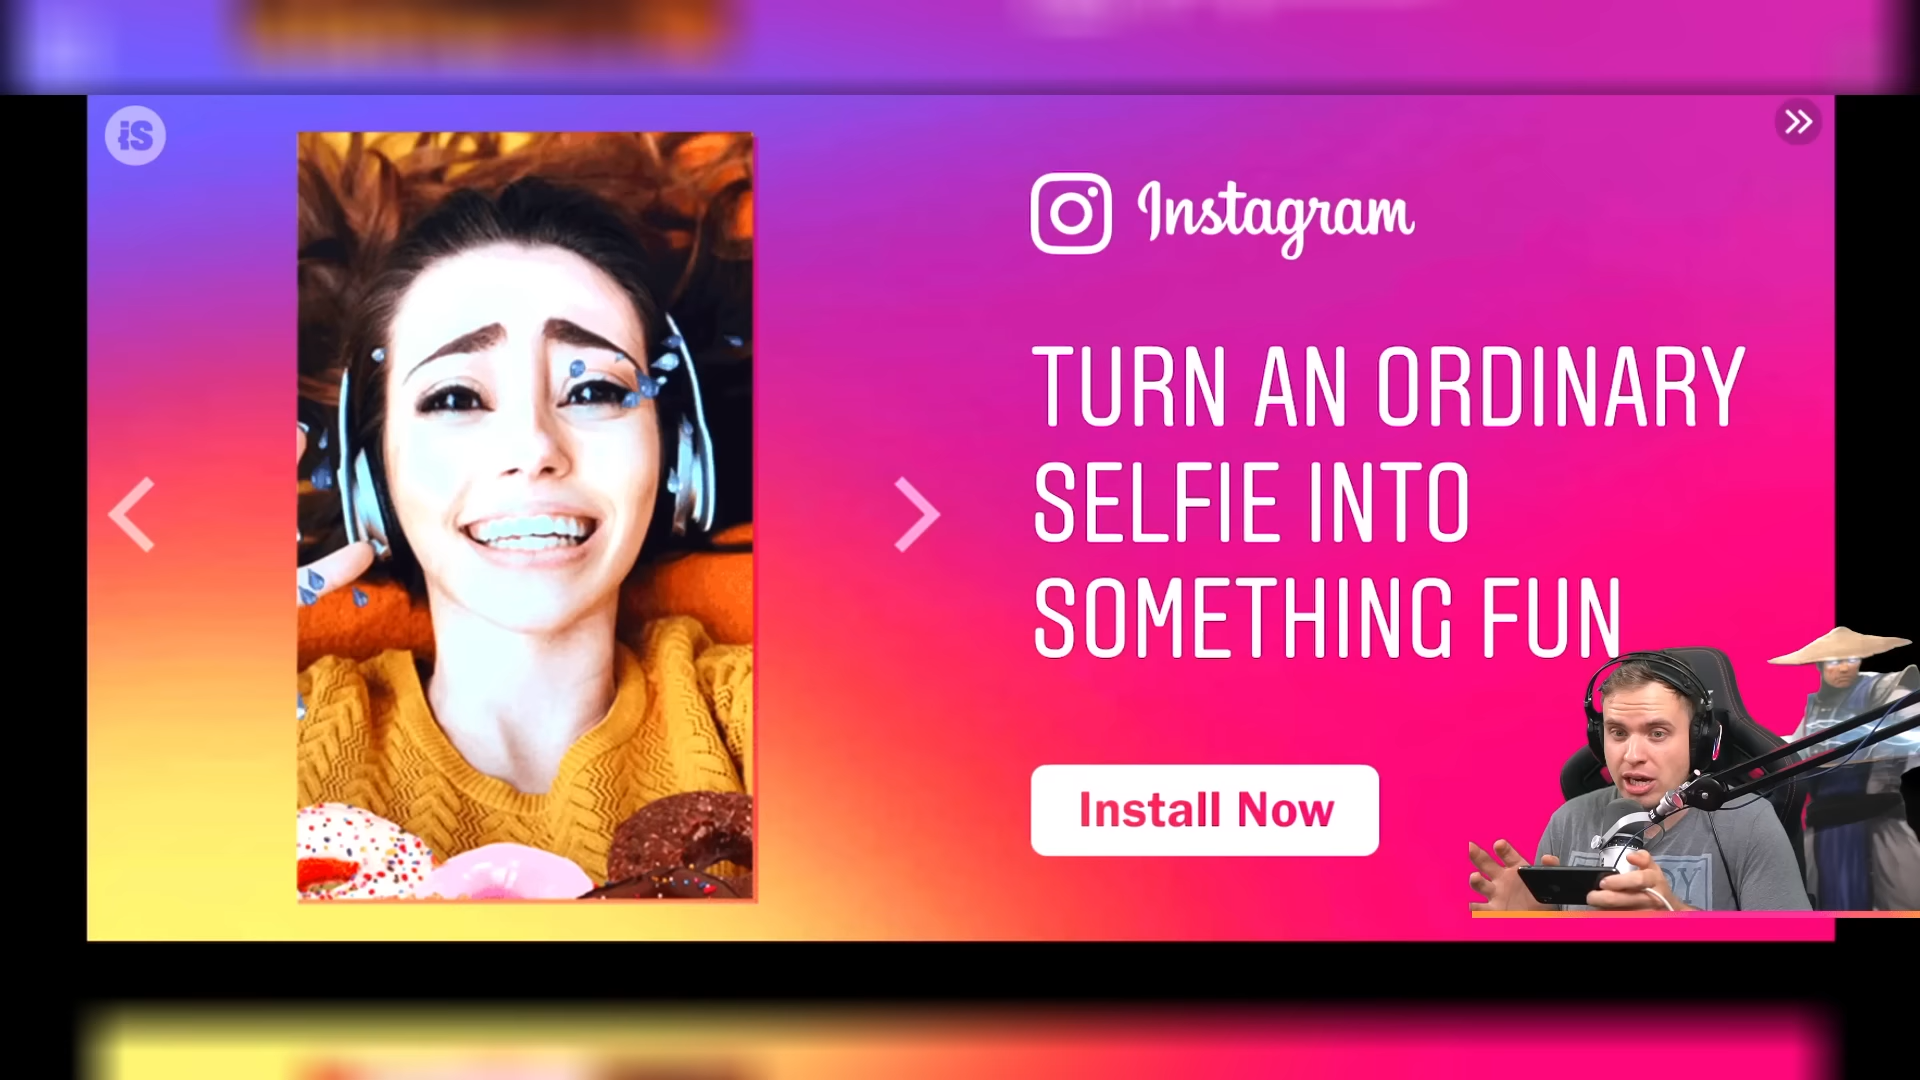 iS
Instagram
TURN AN ORDINARY
SELFIE INTO
SOMETHING FUN
Install Now